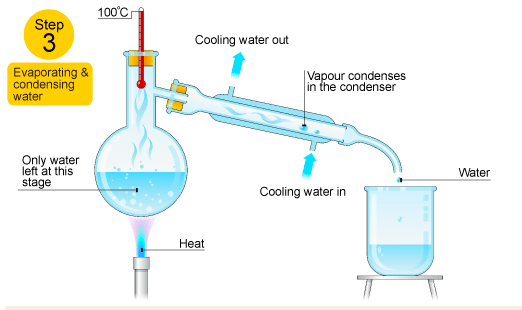 Step
3
Evaporating &
condensing
water
100°C
Cooling water out
Vapour condenses
in the condenser
Only water
left at this
stage
Cooling water in
Water
Heat